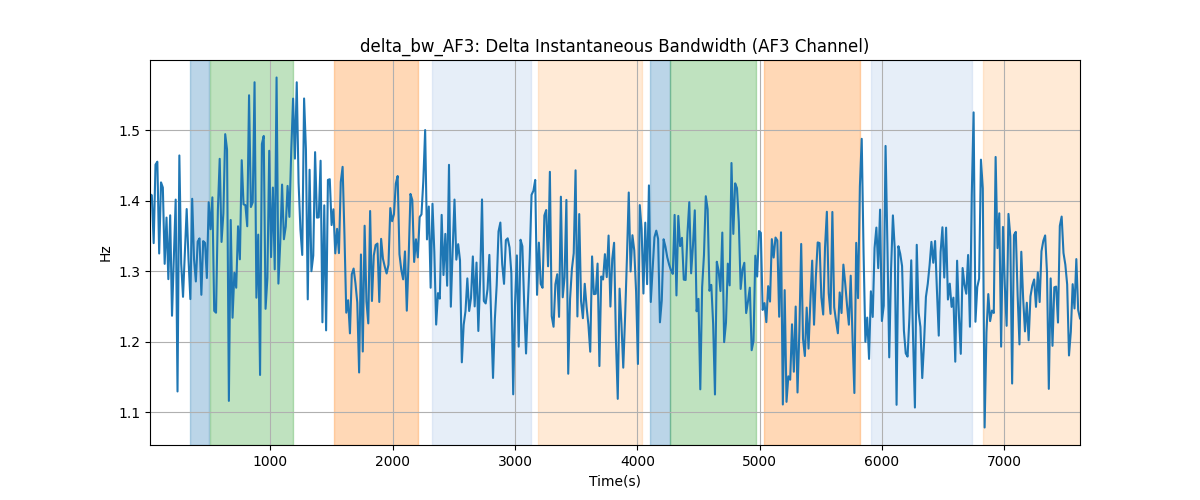 delta_bw_AF3: Delta Instantaneous Bandwidth (AF3 Channel)
1.5
1.4
1.3
1.2
1.1
Hz
1000 2000 3000 4000 5000 6000 7000
Time(s)